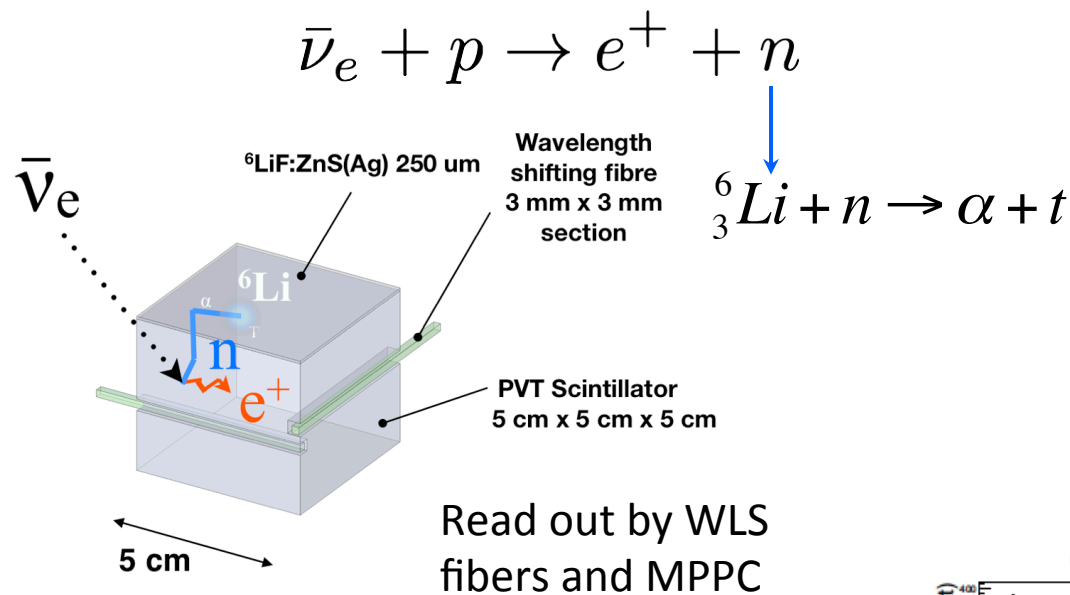 ν̄ₑ + p → e⁺ + n
Wavelength
shifting fibre
3 mm x 3 mm
section
⁶LiF:ZnS(Ag) 250 um
ν̄e
⁶₃Li + n → α + t
⁶Li
α
T
n
e⁺
PVT Scintillator
5 cm x 5 cm x 5 cm
5 cm
Read out by WLS
fibers and MPPC
400